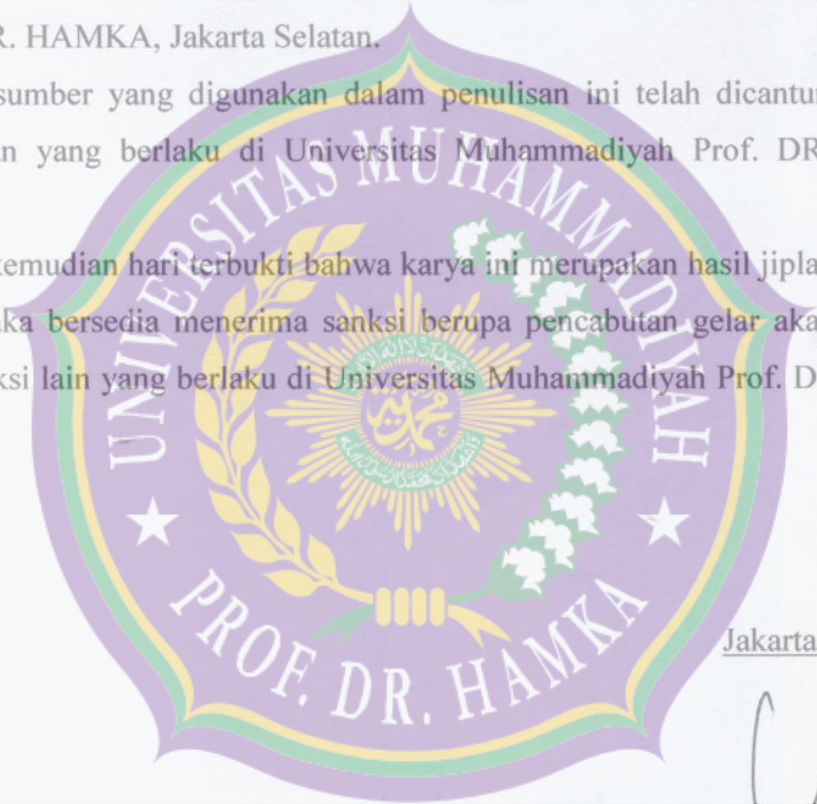 R. HAMKA, Jakarta Selatan.
sumber yang digunakan dalam penulisan ini telah dicantu
n yang berlaku di Universitas Muhammadiyah Prof. DR
kemudian hari terbukti bahwa karya ini merupakan hasil jipla
ka bersedia menerima sanksi berupa pencabutan gelar aka
ksi lain yang berlaku di Universitas Muhammadiyah Prof. D
UNIVERSITAS MUHAMMADIYAH
محمدية
PROF. DR. HAMKA
Jakarta